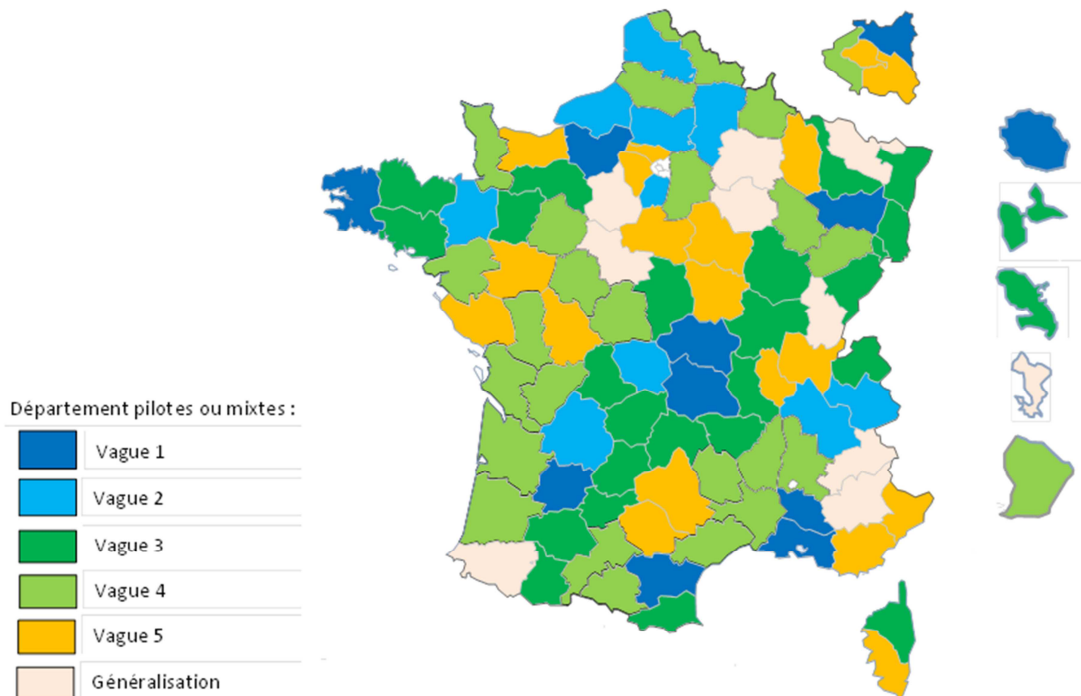 Département pilotes ou mixtes :
Vague 1
Vague 2
Vague 3
Vague 4
Vague 5
Généralisation